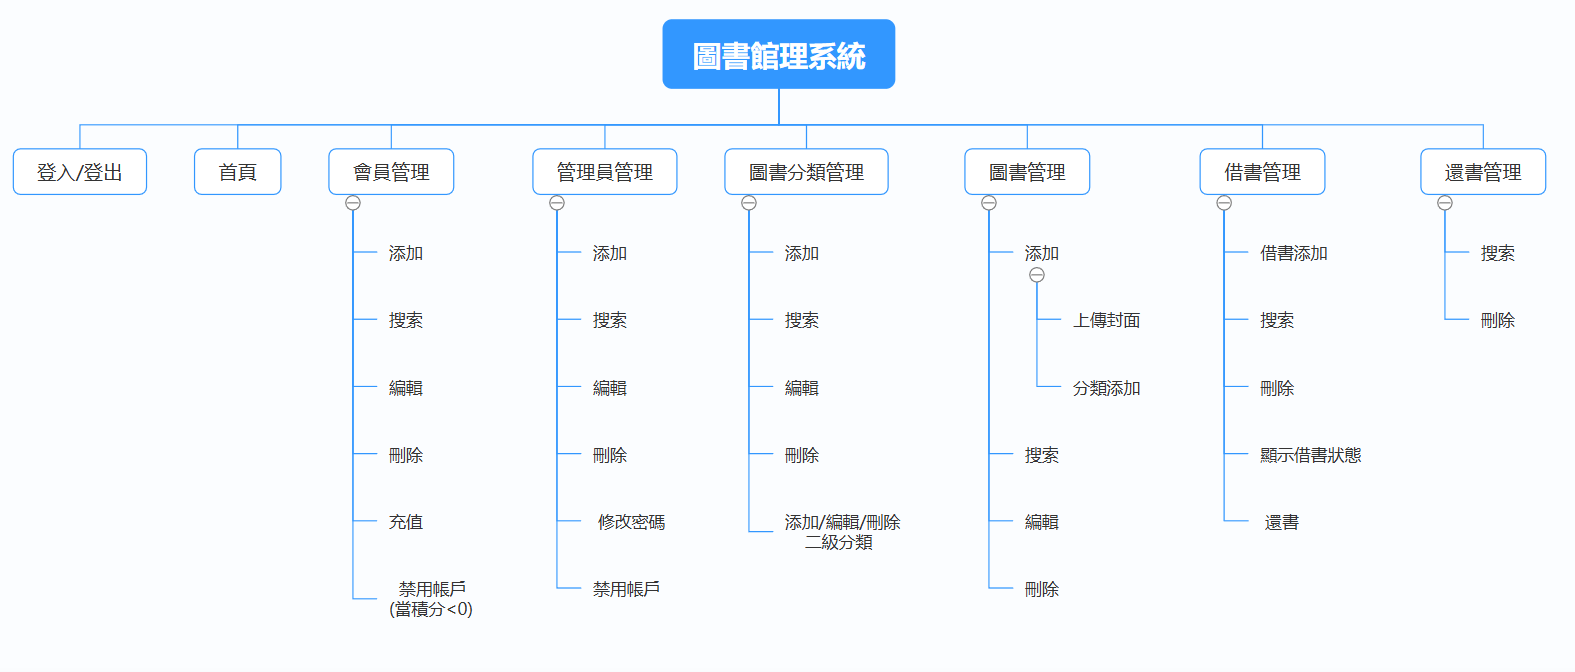 圖書館理系統
登入/登出
首頁
會員管理
管理員管理
圖書分類管理
圖書管理
借書管理
還書管理
添加
搜索
編輯
刪除
充值
禁用帳戶
(當積分<0)
添加
搜索
編輯
刪除
修改密碼
禁用帳戶
添加
搜索
編輯
刪除
添加/編輯/刪除
二級分類
添加
上傳封面
分類添加
搜索
編輯
刪除
借書添加
搜索
刪除
顯示借書狀態
還書
搜索
刪除